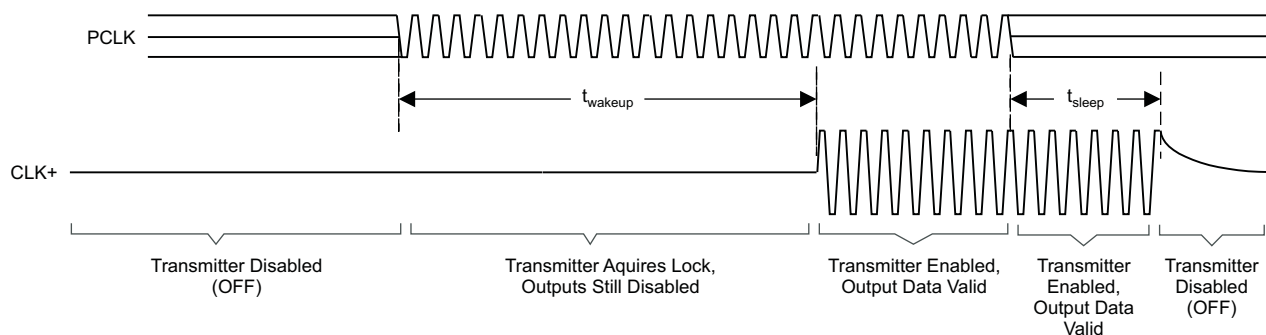 PCLK
twakeup
tsleep
CLK+
Transmitter Disabled
(OFF)
Transmitter Aquires Lock,
Outputs Still Disabled
Transmitter Enabled,
Output Data Valid
Transmitter
Enabled,
Output Data
Valid
Transmitter
Disabled
(OFF)